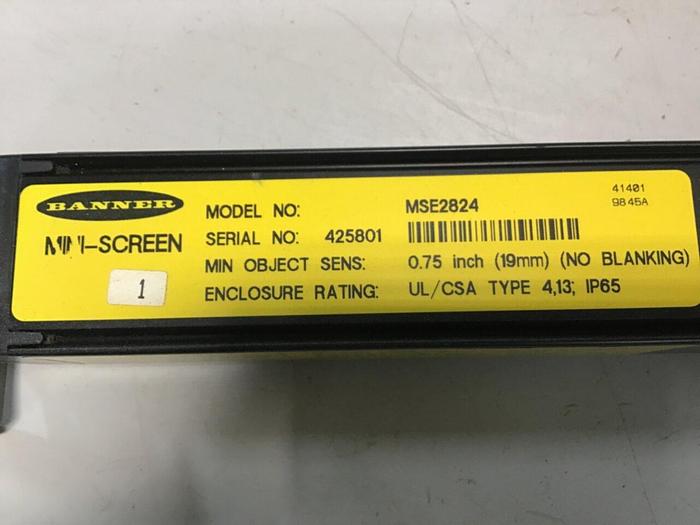 BANNER
MINI-SCREEN
1
MODEL NO: MSE2824
SERIAL NO: 425801
MIN OBJECT SENS: 0.75 inch (19mm) (NO BLANKING)
ENCLOSURE RATING: UL/CSA TYPE 4,13; IP65
41401
9845A